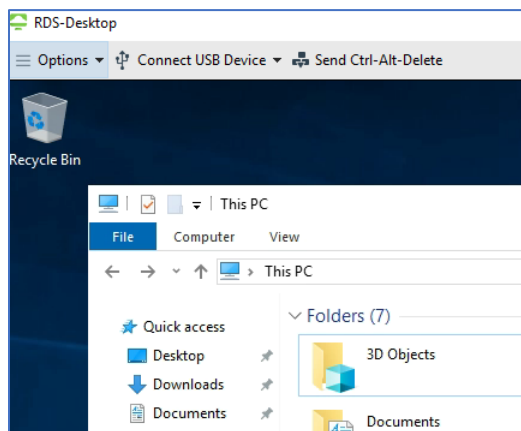 RDS-Desktop
Options Connect USB Device Send Ctrl-Alt-Delete
Recycle Bin
This PC
File Computer View
This PC
Quick access
Desktop
Downloads
Documents
Folders (7)
3D Objects
Documents